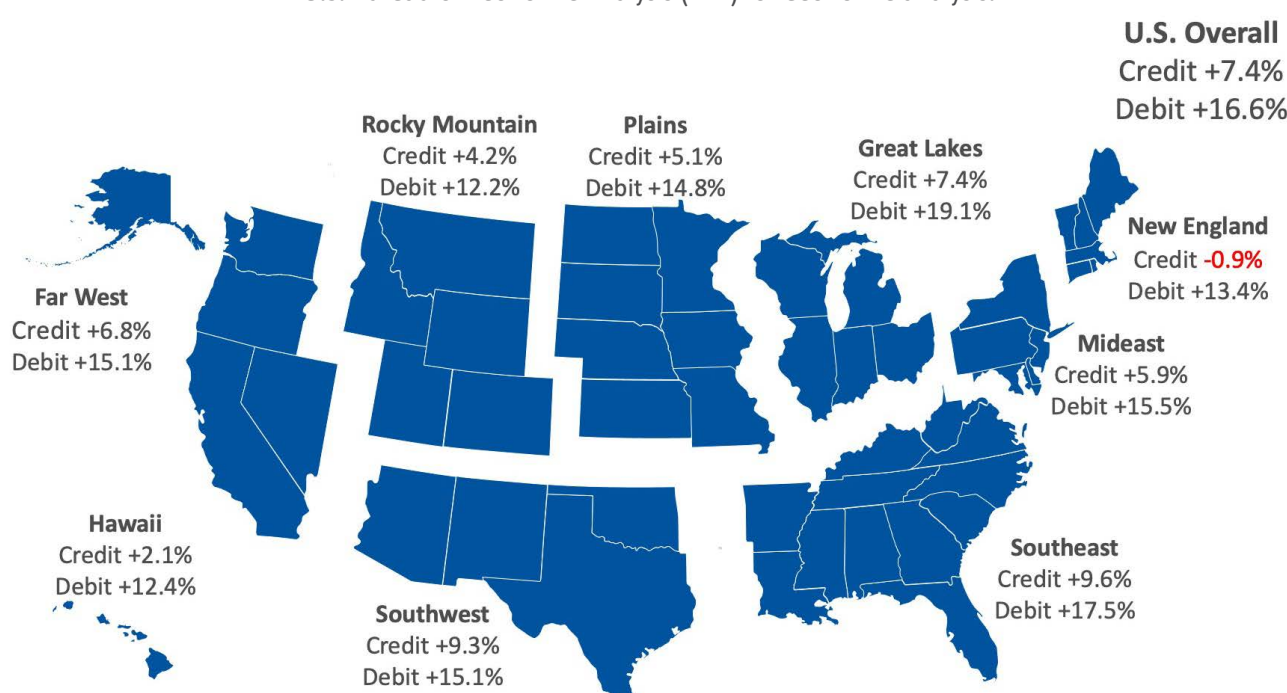 U.S. Overall
Credit +7.4%
Debit +16.6%
Rocky Mountain
Credit +4.2%
Debit +12.2%
Plains
Credit +5.1%
Debit +14.8%
Great Lakes
Credit +7.4%
Debit +19.1%
New England
Credit -0.9%
Debit +13.4%
Far West
Credit +6.8%
Debit +15.1%
Mideast
Credit +5.9%
Debit +15.5%
Hawaii
Credit +2.1%
Debit +12.4%
Southwest
Credit +9.3%
Debit +15.1%
Southeast
Credit +9.6%
Debit +17.5%